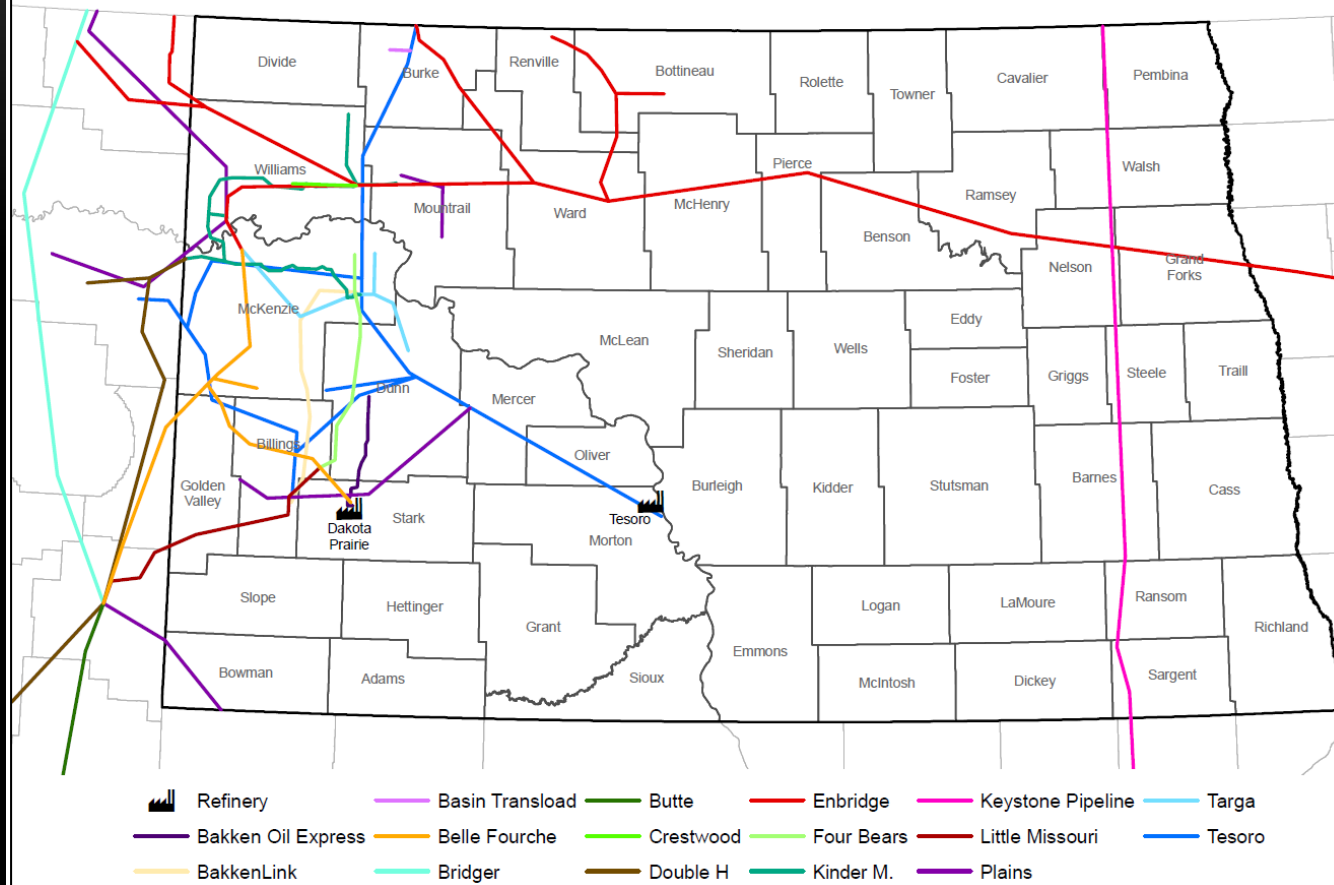 Divide
Burke
Renville
Bottineau
Rolette
Towner
Cavalier
Pembina
Williams
Mountrail
Ward
McHenry
Pierce
Ramsey
Walsh
Benson
Nelson
Grand
Forks
McKenzie
McLean
Sheridan
Wells
Eddy
Foster
Griggs
Steele
Traill
Dunn
Mercer
Oliver
Billings
Golden
Valley
Stark
Dakota
Prairie
Tesoro
Morton
Burleigh
Kidder
Stutsman
Barnes
Cass
Slope
Hettinger
Grant
Bowman
Adams
Sioux
Emmons
Logan
LaMoure
Ransom
Richland
McIntosh
Dickey
Sargent
Refinery Basin Transload Butte Enbridge Keystone Pipeline Targa
Bakken Oil Express Belle Fourche Crestwood Four Bears Little Missouri Tesoro
BakkenLink Bridger Double H Kinder M. Plains